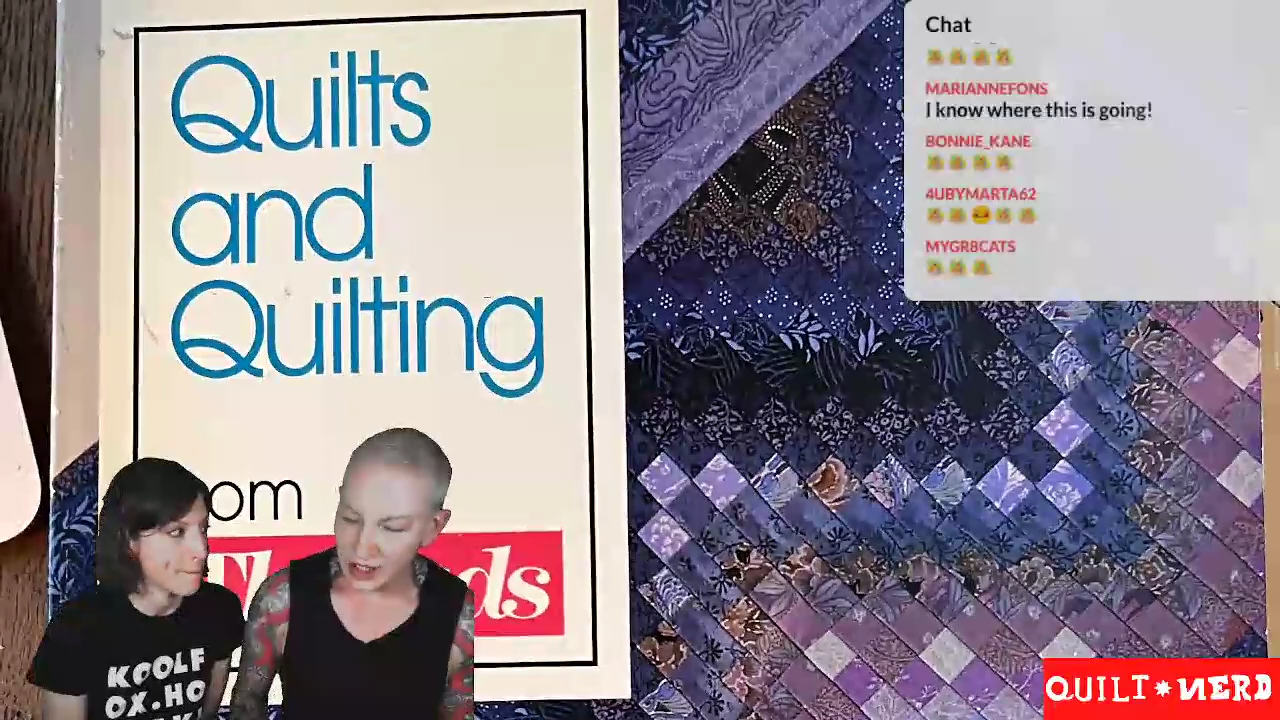 Quilts
and
Quilting
om
ds
KOOLF
OX.HO
Chat
MARIANNEFONS
I know where this is going!
BONNIE_KANE
4UBYMARTA62
MYGR8CATS
QUILT*NERD